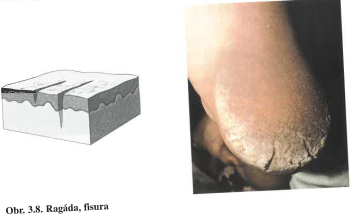 Obr. 3.8. Ragáda, fisura